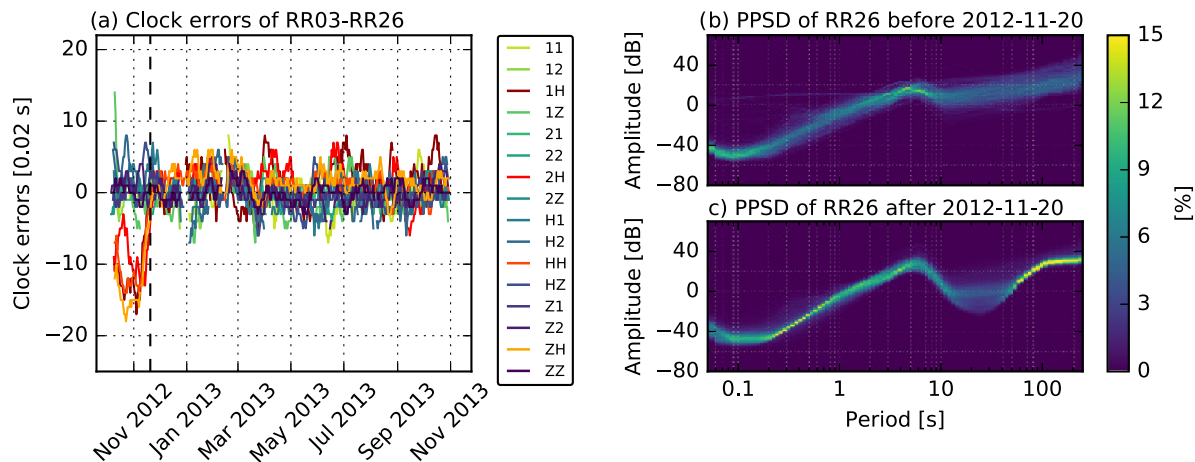 (a) Clock errors of RR03-RR26
20
10
0
−10
−20
Clock errors [0.02 s]
Nov 2012
Jan 2013
Mar 2013
May 2013
Jul 2013
Sep 2013
Nov 2013
11
12
1H
1Z
21
22
2H
2Z
H1
H2
HH
HZ
Z1
Z2
ZH
ZZ
(b) PPSD of RR26 before 2012-11-20
40
0
−40
−80
Amplitude [dB]
c) PPSD of RR26 after 2012-11-20
40
0
−40
−80
Amplitude [dB]
0.1
1
10
100
Period [s]
15
12
9
6
3
0
[%]